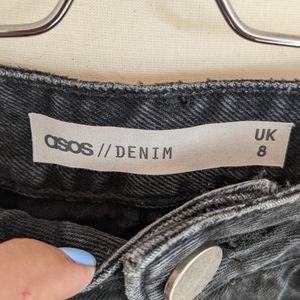 asos // DENIM
UK
8